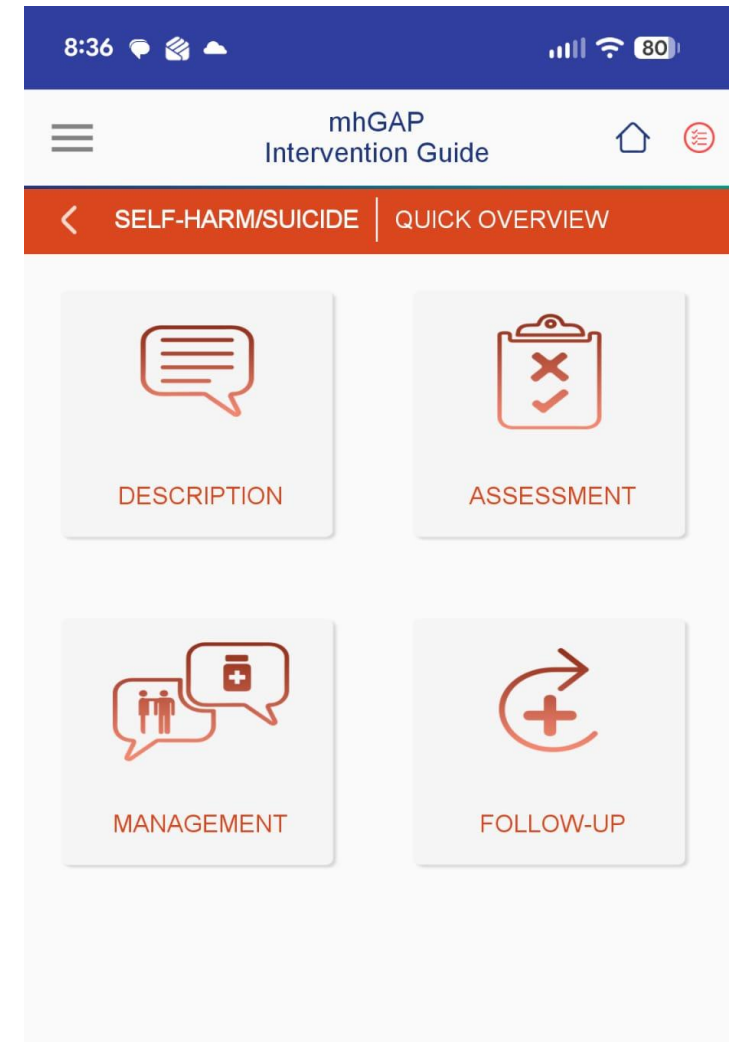 8:36
80
mhGAP
Intervention Guide
SELF-HARM/SUICIDE
QUICK OVERVIEW
DESCRIPTION
ASSESSMENT
MANAGEMENT
FOLLOW-UP